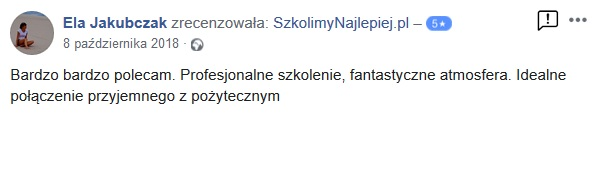 Ela Jakubczak zrecenzowała: SzkolimyNajlepiej.pl – 5★
8 października 2018 ·
Bardzo bardzo polecam. Profesjonalne szkolenie, fantastyczne atmosfera. Idealne
połączenie przyjemnego z pożytecznym